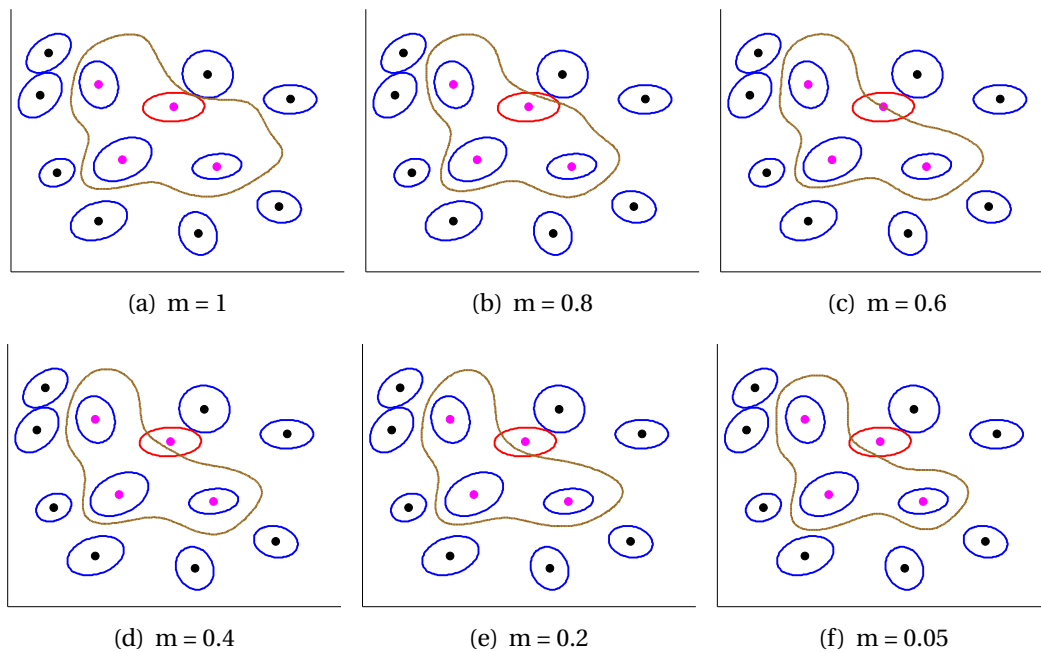 (a) m = 1
(b) m = 0.8
(c) m = 0.6
(d) m = 0.4
(e) m = 0.2
(f) m = 0.05